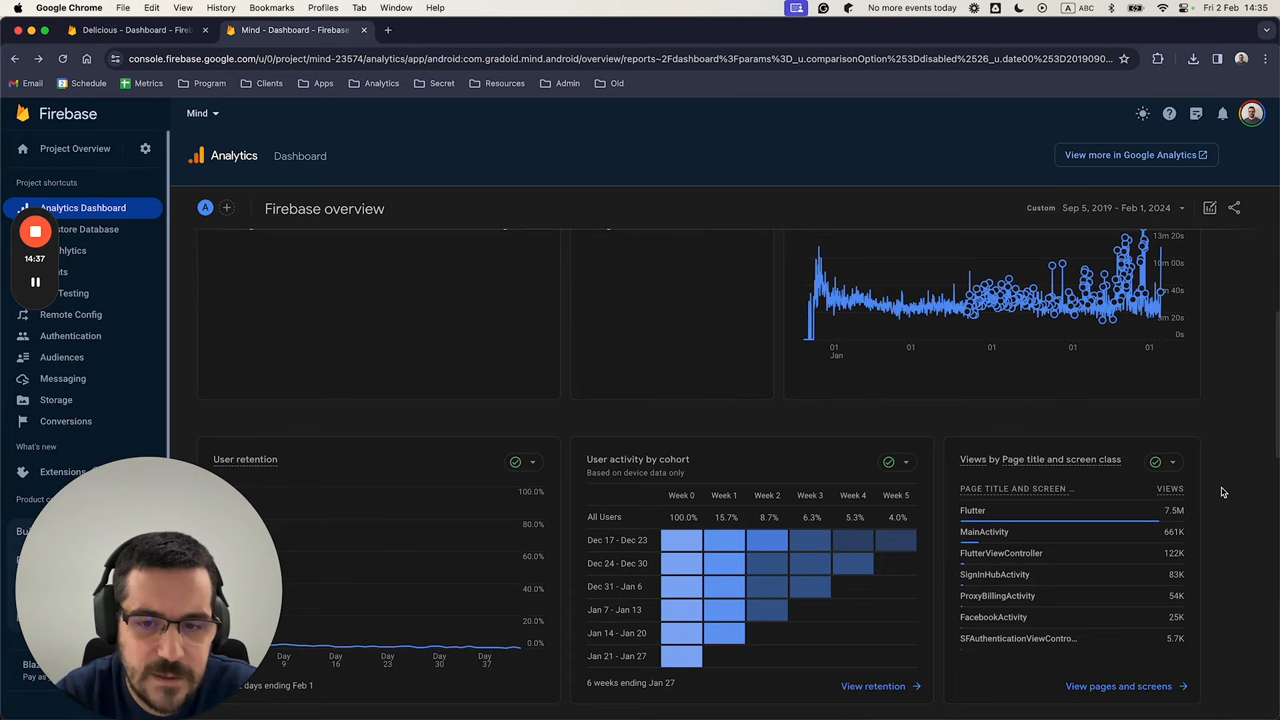 Google Chrome File Edit View History Bookmarks Profiles Tab Window Help No more events today ABC Fri 2 Feb 14:35
Delicious - Dashboard - Fireb
Mind - Dashboard - Firebase
console.firebase.google.com/u/0/project/mind-23574/analytics/app/android:com.gradoid.mind.android/overview/reports~2Fdashboard%3Fparams%3D_u.comparisonOption%253Ddisabled%2526_u.date00%253D2019090...
Email Schedule Metrics Program Clients Apps Secret Resources Admin Old
Firebase
Mind
Project Overview
Analytics
Dashboard
View more in Google Analytics
Project shortcuts
Analytics Dashboard
A
Firebase overview
Custom Sep 5, 2019 - Feb 1, 2024
store Database
hlytics
nts
Testing
Remote Config
Authentication
Audiences
Messaging
Storage
Conversions
What's new
Extensions
Product c
Bu
Blaz
Pay as
14:37
13m 20s
10m 00s
3m 20s
0s
01
Jan
01
01
01
01
User retention
100.0%
80.0%
60.0%
40.0%
20.0%
0.0%
Day
9
Day
16
Day
23
Day
30
Day
37
days ending Feb 1
User activity by cohort
Based on device data only
Week 0 Week 1 Week 2 Week 3 Week 4 Week 5
All Users 100.0% 15.7% 8.7% 6.3% 5.3% 4.0%
Dec 17 - Dec 23
Dec 24 - Dec 30
Dec 31 - Jan 6
Jan 7 - Jan 13
Jan 14 - Jan 20
Jan 21 - Jan 27
6 weeks ending Jan 27
View retention
Views by Page title and screen class
PAGE TITLE AND SCREEN ... VIEWS
Flutter 7.5M
MainActivity 661K
FlutterViewController 122K
SignInHubActivity 83K
ProxyBillingActivity 54K
FacebookActivity 25K
SFAuthenticationViewContro... 5.7K
View pages and screens